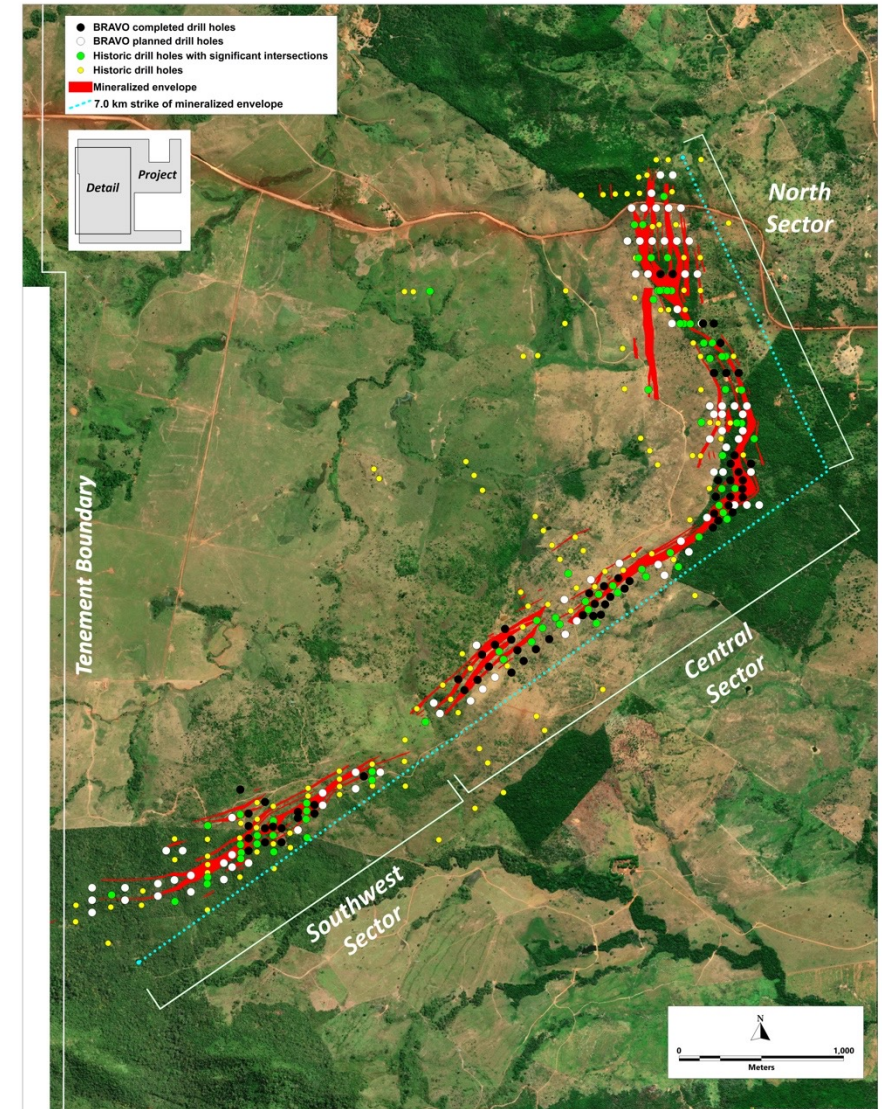 BRAVO completed drill holes
BRAVO planned drill holes
Historic drill holes with significant intersections
Historic drill holes
Mineralized envelope
7.0 km strike of mineralized envelope
Detail
Project
North
Sector
Tenement Boundary
Central
Sector
Southwest
Sector
N
0
1,000
Meters